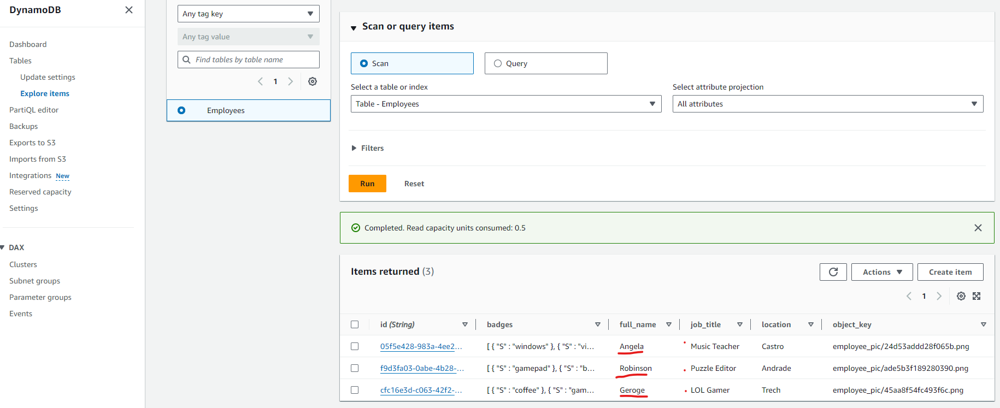 DynamoDB
Dashboard
Tables
Update settings
Explore items
PartiQL editor
Backups
Exports to S3
Imports from S3
Integrations New
Reserved capacity
Settings
DAX
Clusters
Subnet groups
Parameter groups
Events
Any tag key
Any tag value
Find tables by table name
1
Employees
Scan or query items
Scan Query
Select a table or index Select attribute projection
Table - Employees All attributes
Filters
Run Reset
Completed. Read capacity units consumed: 0.5
Items returned (3) Actions Create item
1
id (String) badges full_name job_title location object_key
05f5e428-983a-4ee2... [ { "S" : "windows" }, { "S" : "vi... Angela Music Teacher Castro employee_pic/24d53addd28f065b.png
f9d3fa03-0abe-4b28-... [ { "S" : "gamepad" }, { "S" : "b... Robinson Puzzle Editor Andrade employee_pic/ade5b3f189280390.png
cfc16e3d-c063-42f2-... [ { "S" : "coffee" }, { "S" : "gam... Geroge LOL Gamer Trech employee_pic/45aa8f54fc493f6c.png